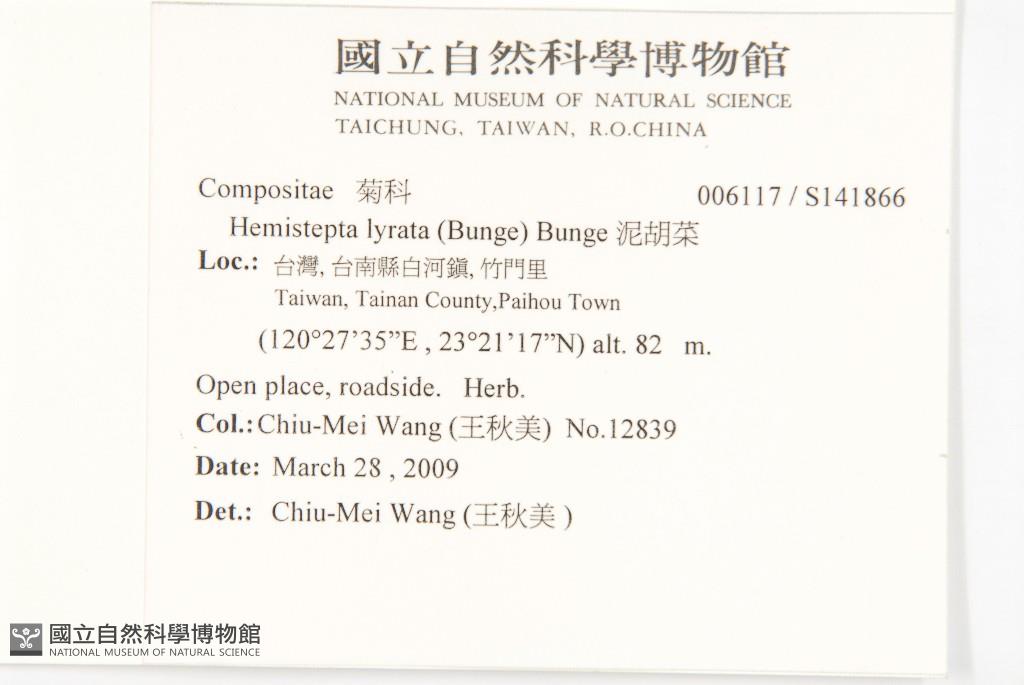 國立自然科學博物館
NATIONAL MUSEUM OF NATURAL SCIENCE
TAICHUNG, TAIWAN, R.O.CHINA
Compositae 菊科 006117 / S141866
Hemistepta lyrata (Bunge) Bunge 泥胡菜
Loc.: 台灣, 台南縣白河鎮, 竹門里
Taiwan, Tainan County,Paihou Town
(120°27’35”E , 23°21’17”N) alt. 82 m.
Open place, roadside. Herb.
Col.: Chiu-Mei Wang (王秋美) No.12839
Date: March 28 , 2009
Det.: Chiu-Mei Wang (王秋美 )
國立自然科學博物館
NATIONAL MUSEUM OF NATURAL SCIENCE